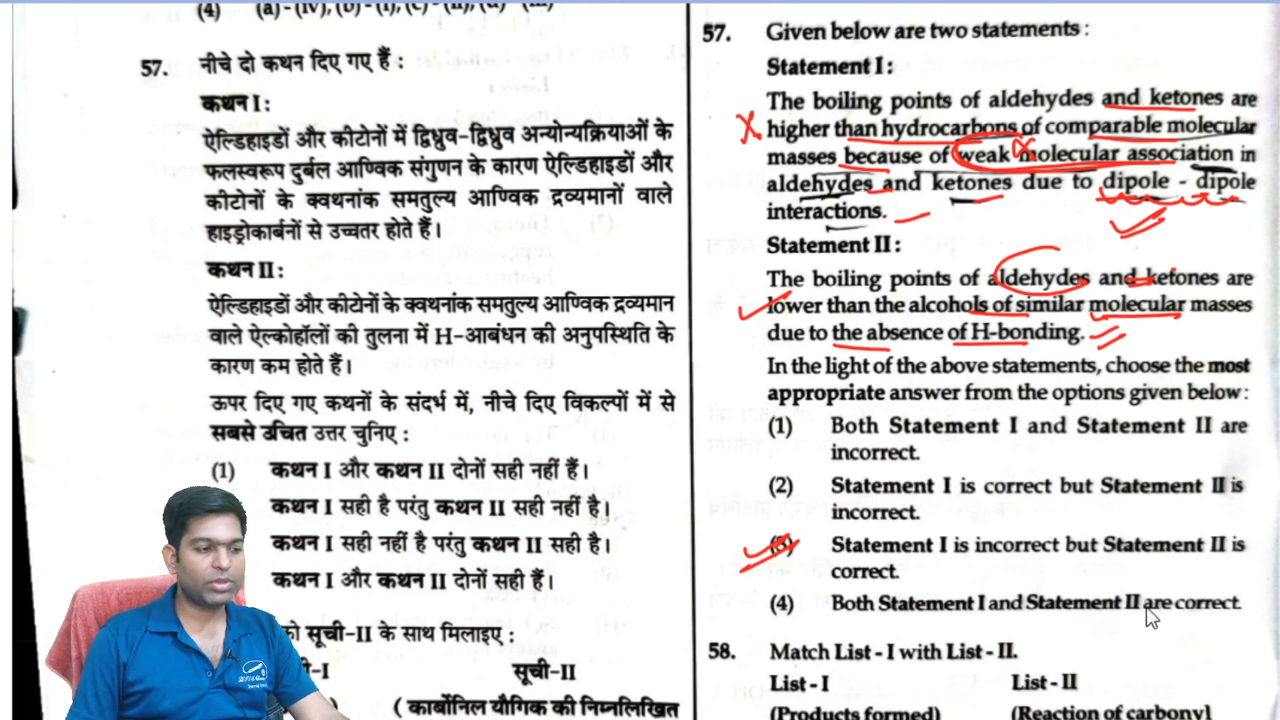 (4) (a) - (iv), (b) - (i), (c) - (ii), (d) - (iii)
57. नीचे दो कथन दिए गए हैं :
कथन I :
ऐल्डिहाइडों और कीटोनों में द्विध्रुव-द्विध्रुव अन्योन्यक्रियाओं के
फलस्वरूप दुर्बल आण्विक संगुणन के कारण ऐल्डिहाइडों और
कीटोनों के क्वथनांक समतुल्य आण्विक द्रव्यमानों वाले
हाइड्रोकार्बनों से उच्चतर होते हैं।
कथन II :
ऐल्डिहाइडों और कीटोनों के क्वथनांक समतुल्य आण्विक द्रव्यमान
वाले ऐल्कोहॉलों की तुलना में H-आबंधन की अनुपस्थिति के
कारण कम होते हैं।
ऊपर दिए गए कथनों के संदर्भ में, नीचे दिए विकल्पों में से
सबसे उचित उत्तर चुनिए :
(1) कथन I और कथन II दोनों सही नहीं हैं।
कथन I सही है परंतु कथन II सही नहीं है।
कथन I सही नहीं है परंतु कथन II सही है।
कथन I और कथन II दोनों सही हैं।
को सूची-II के साथ मिलाइए :
-I सूची-II
( कार्बोनिल यौगिक की निम्नलिखित
57. Given below are two statements :
Statement I :
The boiling points of aldehydes and ketones are
higher than hydrocarbons of comparable molecular
masses because of weak molecular association in
aldehydes and ketones due to dipole - dipole
interactions.
Statement II :
The boiling points of aldehydes and ketones are
lower than the alcohols of similar molecular masses
due to the absence of H-bonding.
In the light of the above statements, choose the most
appropriate answer from the options given below :
(1) Both Statement I and Statement II are
incorrect.
(2) Statement I is correct but Statement II is
incorrect.
(3) Statement I is incorrect but Statement II is
correct.
(4) Both Statement I and Statement II are correct.
58. Match List - I with List - II.
List - I List - II
(Products formed) (Reaction of carbonyl